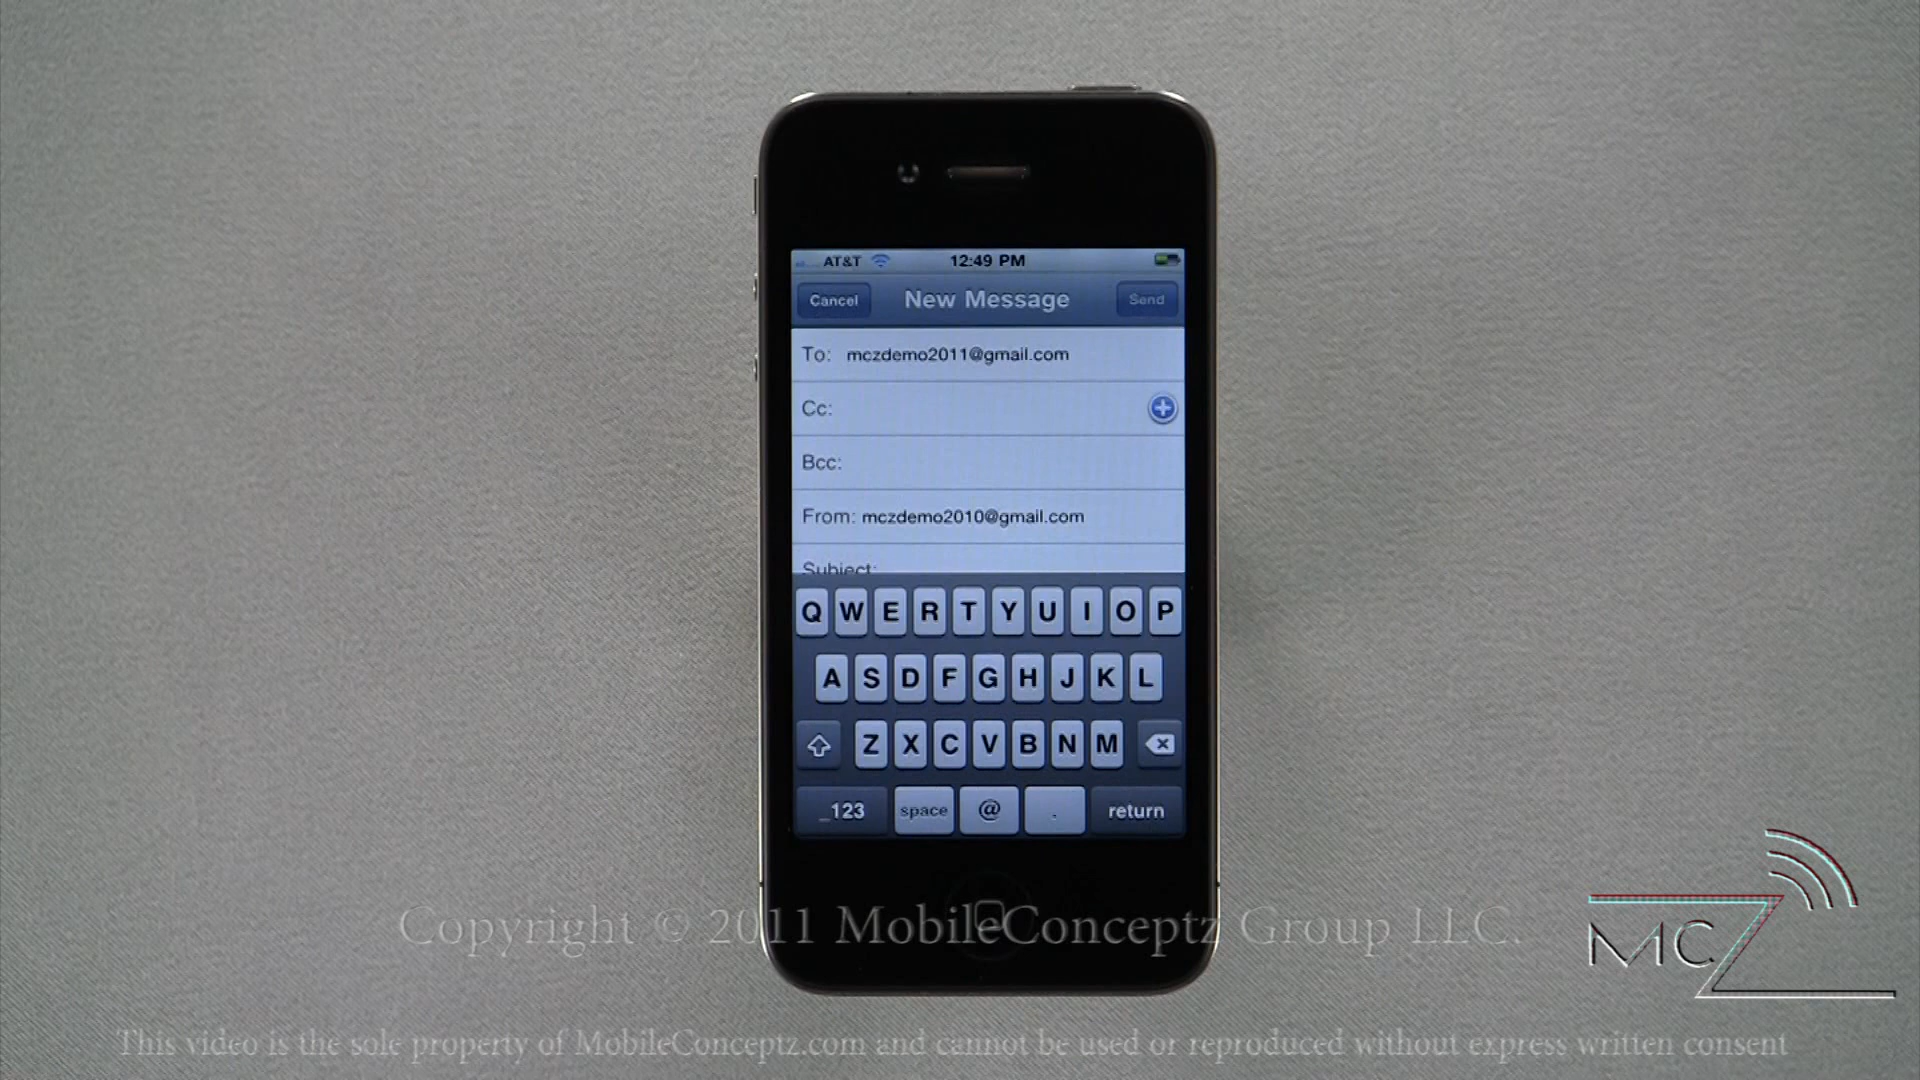 AT&T 12:49 PM
Cancel New Message Send
To: mczdemo2011@gmail.com
Cc:
Bcc:
From: mczdemo2010@gmail.com
Subject:
Q W E R T Y U I O P
A S D F G H J K L
Z X C V B N M
_123 space @ . return
Copyright © 2011 MobileConceptz Group LLC.
MCZ
This video is the sole property of MobileConceptz.com and cannot be used or reproduced without express written consent